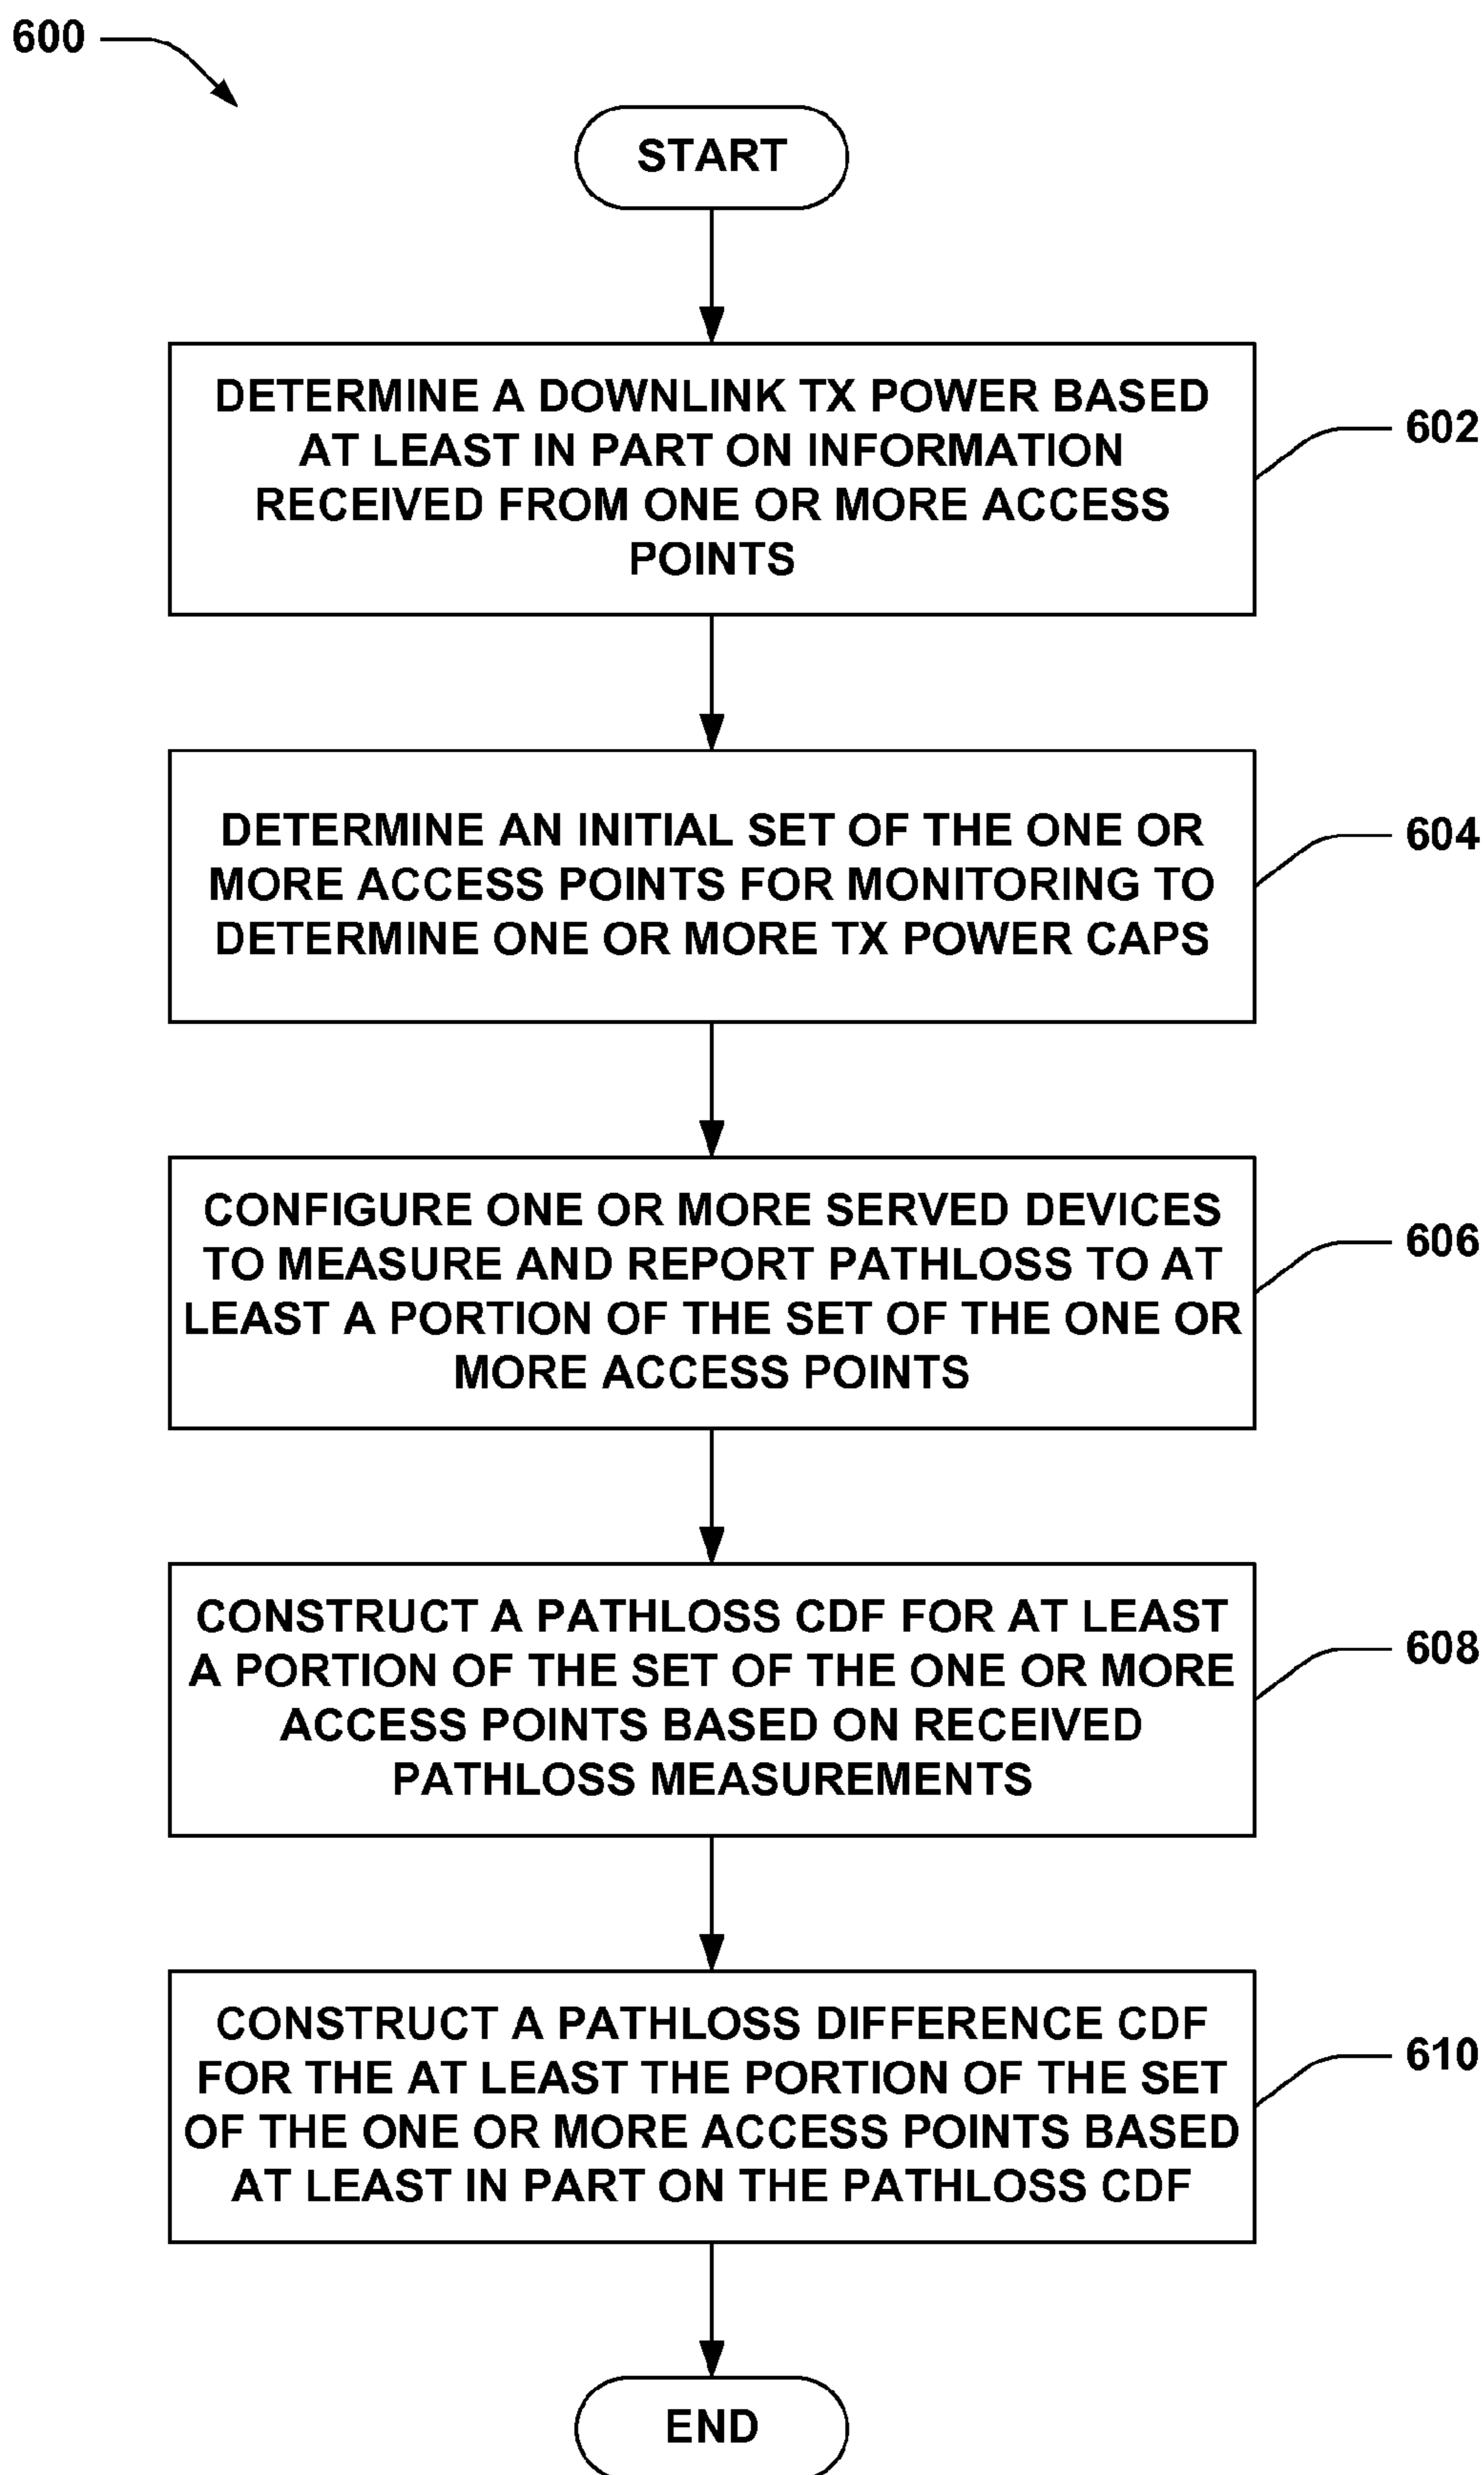 600
START
DETERMINE A DOWNLINK TX POWER BASED
AT LEAST IN PART ON INFORMATION
RECEIVED FROM ONE OR MORE ACCESS
POINTS
602
DETERMINE AN INITIAL SET OF THE ONE OR
MORE ACCESS POINTS FOR MONITORING TO
DETERMINE ONE OR MORE TX POWER CAPS
604
CONFIGURE ONE OR MORE SERVED DEVICES
TO MEASURE AND REPORT PATHLOSS TO AT
LEAST A PORTION OF THE SET OF THE ONE OR
MORE ACCESS POINTS
606
CONSTRUCT A PATHLOSS CDF FOR AT LEAST
A PORTION OF THE SET OF THE ONE OR MORE
ACCESS POINTS BASED ON RECEIVED
PATHLOSS MEASUREMENTS
608
CONSTRUCT A PATHLOSS DIFFERENCE CDF
FOR THE AT LEAST THE PORTION OF THE SET
OF THE ONE OR MORE ACCESS POINTS BASED
AT LEAST IN PART ON THE PATHLOSS CDF
610
END